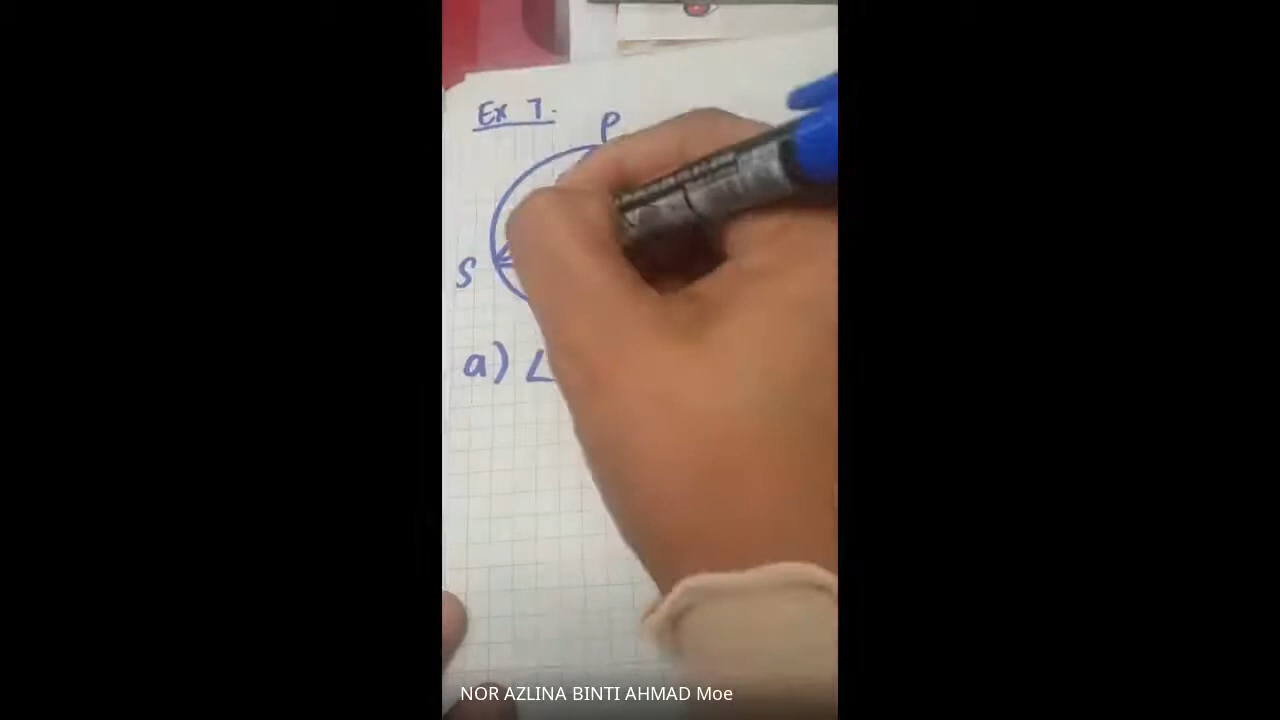 Ex 7.
P
S
a) ∠
NOR AZLINA BINTI AHMAD Moe